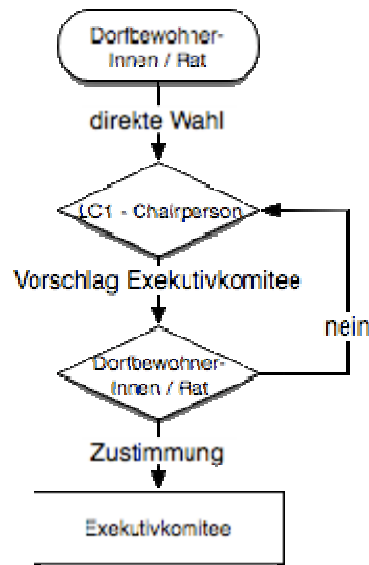 Dorfbewohner-
Innen / Rat
direkte Wahl
LC1 - Chairperson
Vorschlag Exekutivkomitee
nein
Dorfbewohner-
Innen / Rat
Zustimmung
Exekutivkomitee